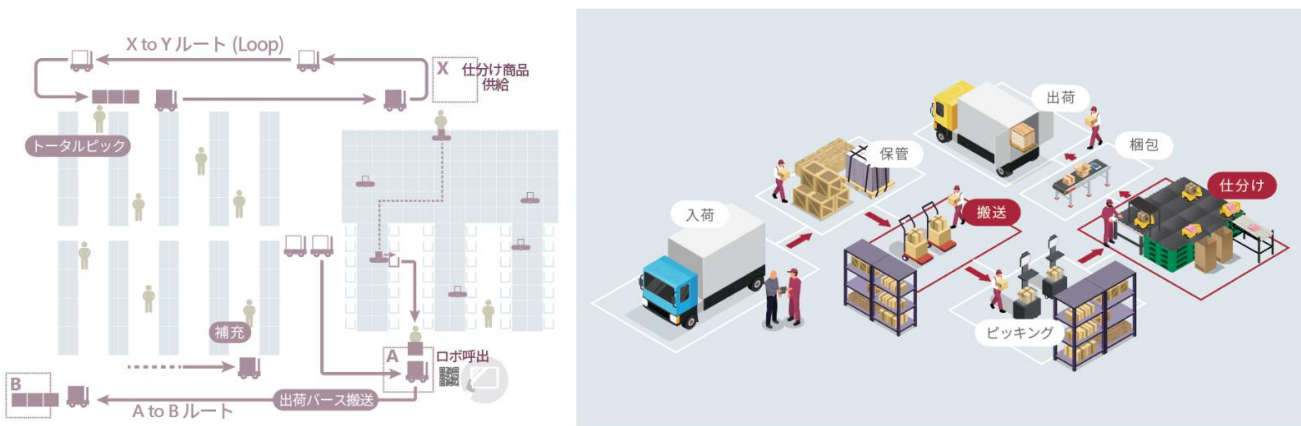 X to Y ルート (Loop)
X
仕分け商品
供給
トータルピック
補充
A
ロボ呼出
B
出荷バース搬送
A to B ルート
出荷
梱包
保管
仕分け
入荷
搬送
ピッキング